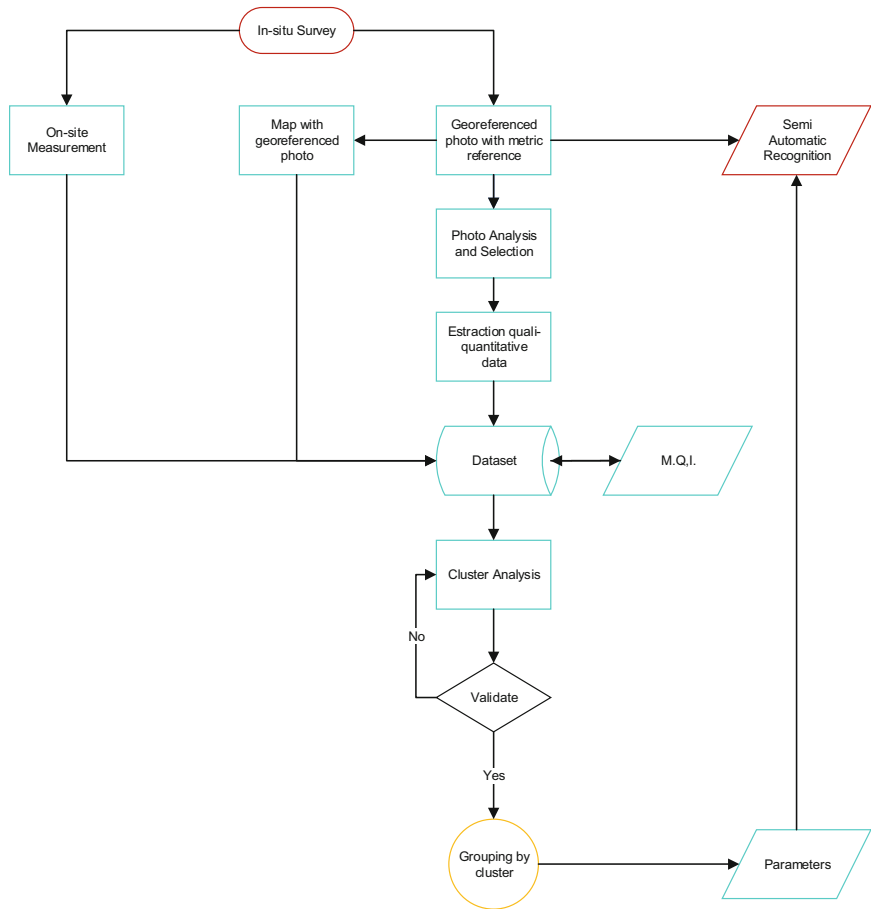 In-situ Survey
On-site
Measurement
Map with
georeferenced
photo
Georeferenced
photo with metric
reference
Semi
Automatic
Recognition
Photo Analysis
and Selection
Estraction quali-
quantitative
data
Dataset
M.Q,I.
Cluster Analysis
No
Validate
Yes
Grouping by
cluster
Parameters